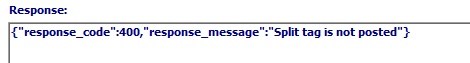 Response:
{"response_code":400,"response_message":"Split tag is not posted"}